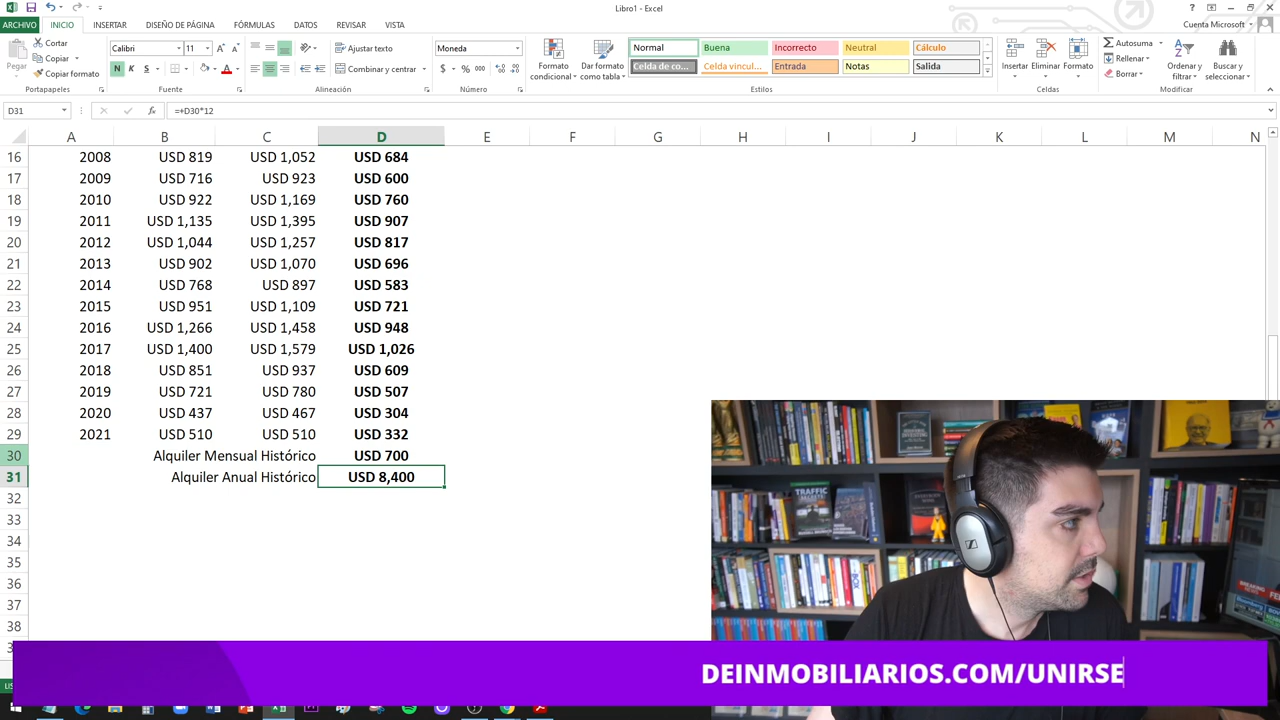 Libro1 - Excel
ARCHIVO INICIO INSERTAR DISEÑO DE PÁGINA FÓRMULAS DATOS REVISAR VISTA
Cuenta Microsoft
Pegar
Cortar
Copiar
Copiar formato
Portapapeles
Calibri 11
N K S
Fuente
Ajustar texto
Combinar y centrar
Alineación
Moneda
$ % 000
Número
Formato condicional
Dar formato como tabla
Normal Buena Incorrecto Neutral Cálculo
Celda de co... Celda vincul... Entrada Notas Salida
Estilos
Insertar Eliminar Formato
Celdas
Autosuma
Rellenar
Borrar
Ordenar y filtrar
Buscar y seleccionar
Modificar
D31 fx =+D30*12
A B C D E F G H I J K L M N
16 2008 USD 819 USD 1,052 USD 684
17 2009 USD 716 USD 923 USD 600
18 2010 USD 922 USD 1,169 USD 760
19 2011 USD 1,135 USD 1,395 USD 907
20 2012 USD 1,044 USD 1,257 USD 817
21 2013 USD 902 USD 1,070 USD 696
22 2014 USD 768 USD 897 USD 583
23 2015 USD 951 USD 1,109 USD 721
24 2016 USD 1,266 USD 1,458 USD 948
25 2017 USD 1,400 USD 1,579 USD 1,026
26 2018 USD 851 USD 937 USD 609
27 2019 USD 721 USD 780 USD 507
28 2020 USD 437 USD 467 USD 304
29 2021 USD 510 USD 510 USD 332
30 Alquiler Mensual Histórico USD 700
31 Alquiler Anual Histórico USD 8,400
32
33
34
35
36
37
38
TRAFFIC SECRETS
DEINMOBILIARIOS.COM/UNIRSE